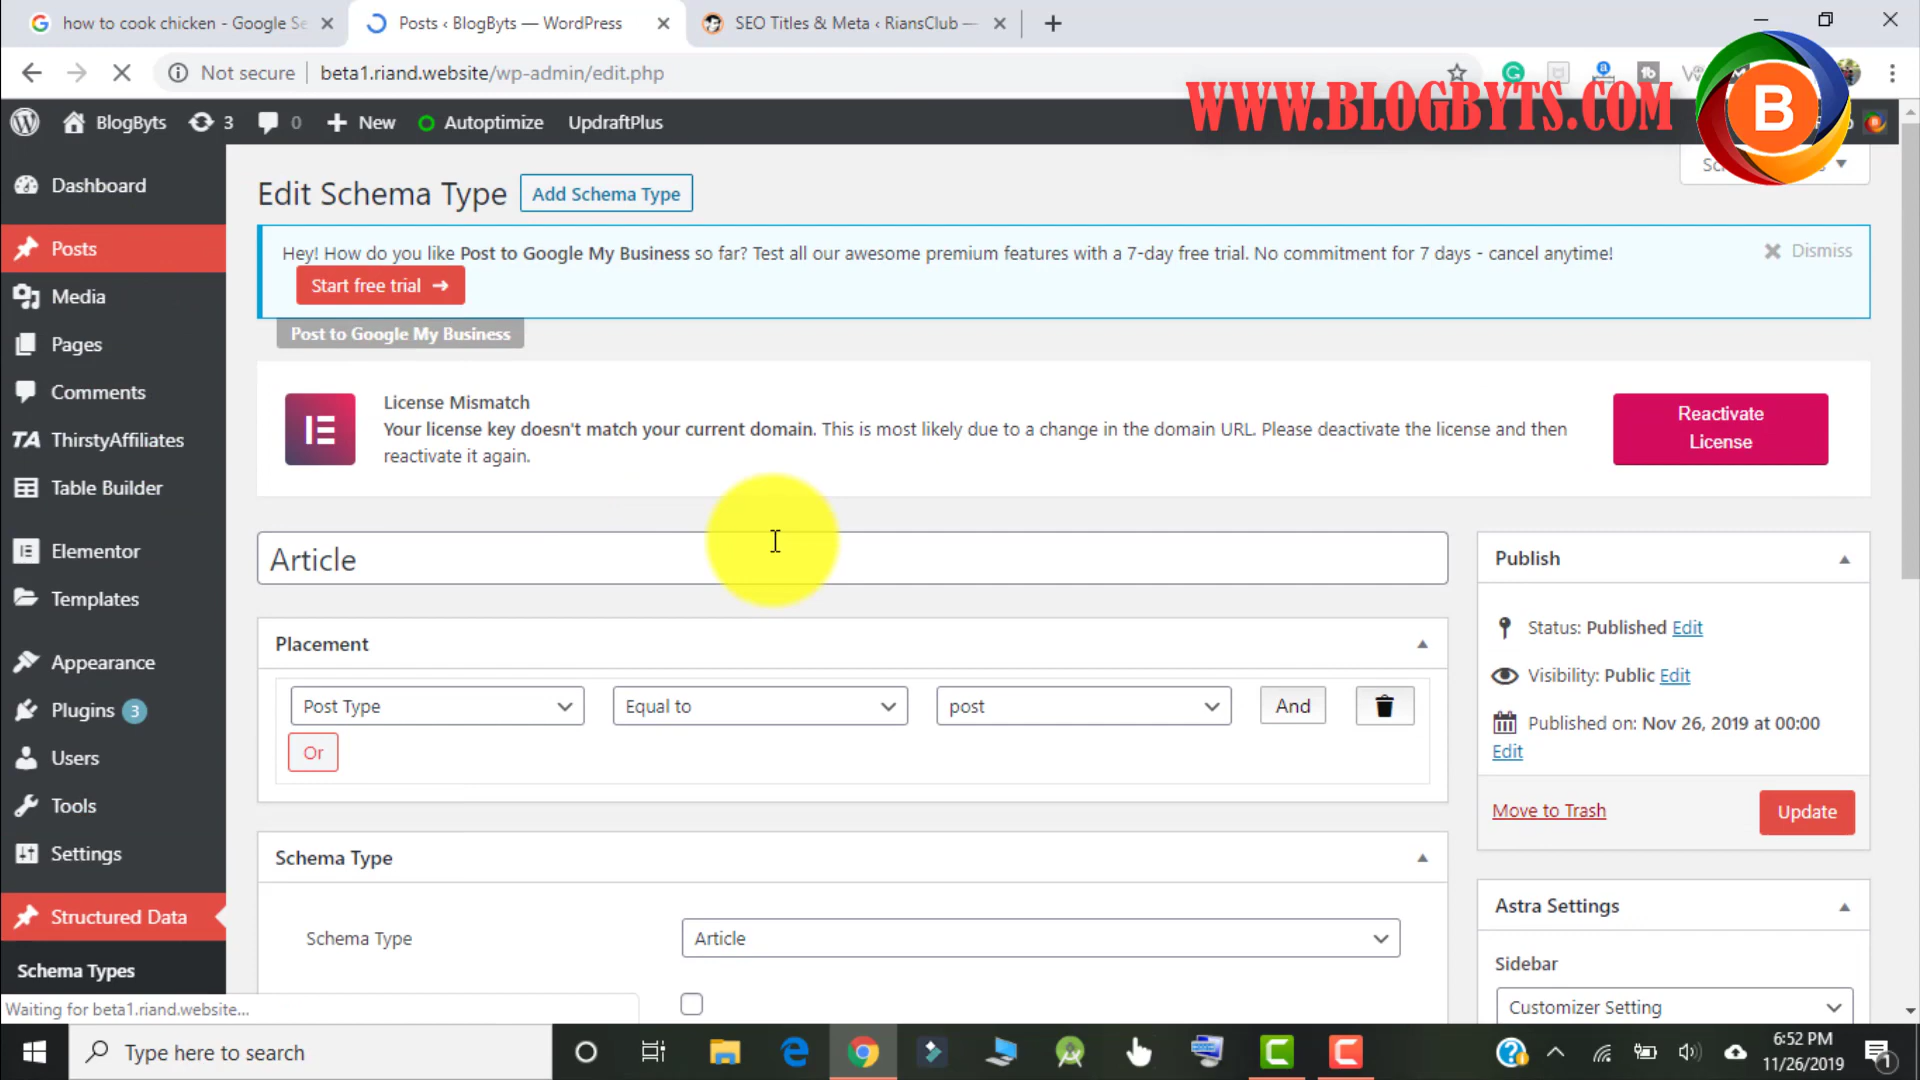 how to cook chicken - Google Se
Posts ‹ BlogByts — WordPress
SEO Titles & Meta ‹ RiansClub —
Not secure
beta1.riand.website/wp-admin/edit.php
WWW.BLOGBYTS.COM
B
BlogByts
3
0
New
Autoptimize
UpdraftPlus
Dashboard
Posts
Media
Pages
Comments
TA ThirstyAffiliates
Table Builder
Elementor
Templates
Appearance
Plugins 3
Users
Tools
Settings
Structured Data
Schema Types
Edit Schema Type
Add Schema Type
Hey! How do you like Post to Google My Business so far? Test all our awesome premium features with a 7-day free trial. No commitment for 7 days - cancel anytime!
Start free trial →
Dismiss
Post to Google My Business
License Mismatch
Your license key doesn't match your current domain. This is most likely due to a change in the domain URL. Please deactivate the license and then
reactivate it again.
Reactivate
License
Article
Placement
Post Type
Equal to
post
And
Or
Schema Type
Schema Type
Article
Publish
Status: Published Edit
Visibility: Public Edit
Published on: Nov 26, 2019 at 00:00
Edit
Move to Trash
Update
Astra Settings
Sidebar
Customizer Setting
Waiting for beta1.riand.website...
Type here to search
6:52 PM
11/26/2019
1